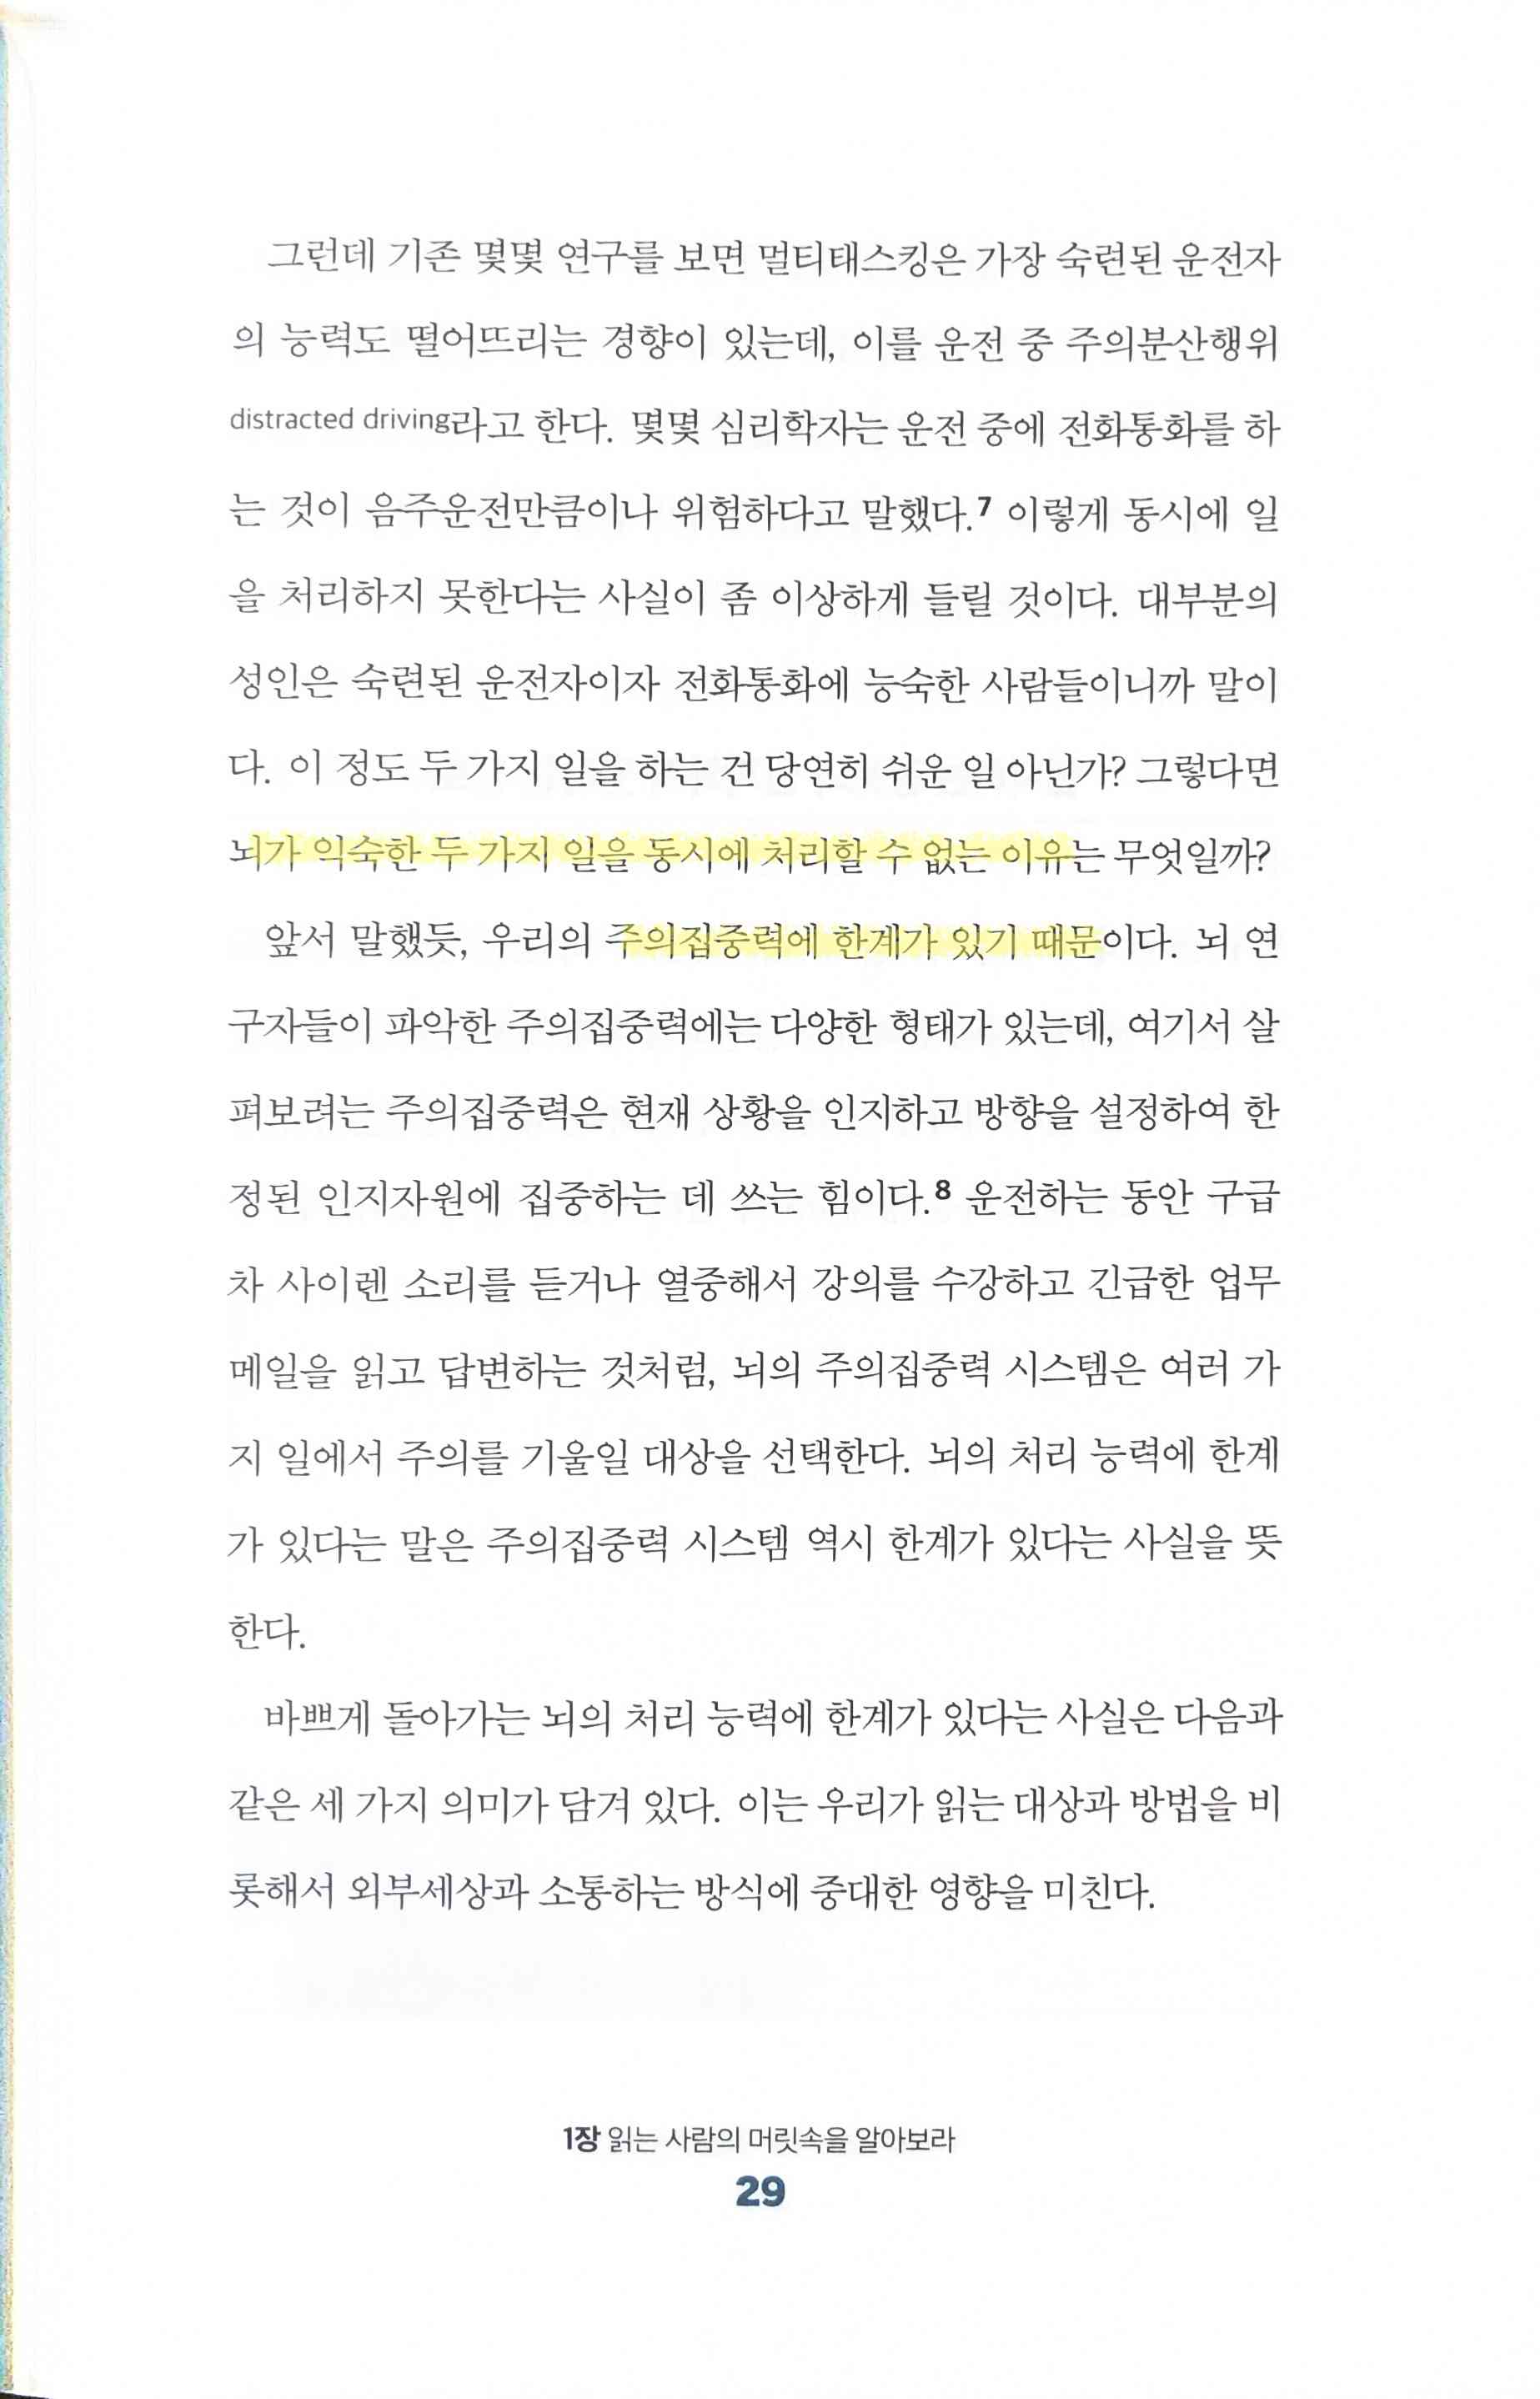 그런데 기존 몇몇 연구를 보면 멀티태스킹은 가장 숙련된 운전자
의 능력도 떨어뜨리는 경향이 있는데, 이를 운전 중 주의분산행위
distracted driving라고 한다. 몇몇 심리학자는 운전 중에 전화통화를 하
는 것이 음주운전만큼이나 위험하다고 말했다.7 이렇게 동시에 일
을 처리하지 못한다는 사실이 좀 이상하게 들릴 것이다. 대부분의
성인은 숙련된 운전자이자 전화통화에 능숙한 사람들이니까 말이
다. 이 정도 두 가지 일을 하는 건 당연히 쉬운 일 아닌가? 그렇다면
뇌가 익숙한 두 가지 일을 동시에 처리할 수 없는 이유는 무엇일까?
앞서 말했듯, 우리의 주의집중력에 한계가 있기 때문이다. 뇌 연
구자들이 파악한 주의집중력에는 다양한 형태가 있는데, 여기서 살
펴보려는 주의집중력은 현재 상황을 인지하고 방향을 설정하여 한
정된 인지자원에 집중하는 데 쓰는 힘이다.8 운전하는 동안 구급
차 사이렌 소리를 듣거나 열중해서 강의를 수강하고 긴급한 업무
메일을 읽고 답변하는 것처럼, 뇌의 주의집중력 시스템은 여러 가
지 일에서 주의를 기울일 대상을 선택한다. 뇌의 처리 능력에 한계
가 있다는 말은 주의집중력 시스템 역시 한계가 있다는 사실을 뜻
한다.
바쁘게 돌아가는 뇌의 처리 능력에 한계가 있다는 사실은 다음과
같은 세 가지 의미가 담겨 있다. 이는 우리가 읽는 대상과 방법을 비
롯해서 외부세상과 소통하는 방식에 중대한 영향을 미친다.
1장 읽는 사람의 머릿속을 알아보라
29